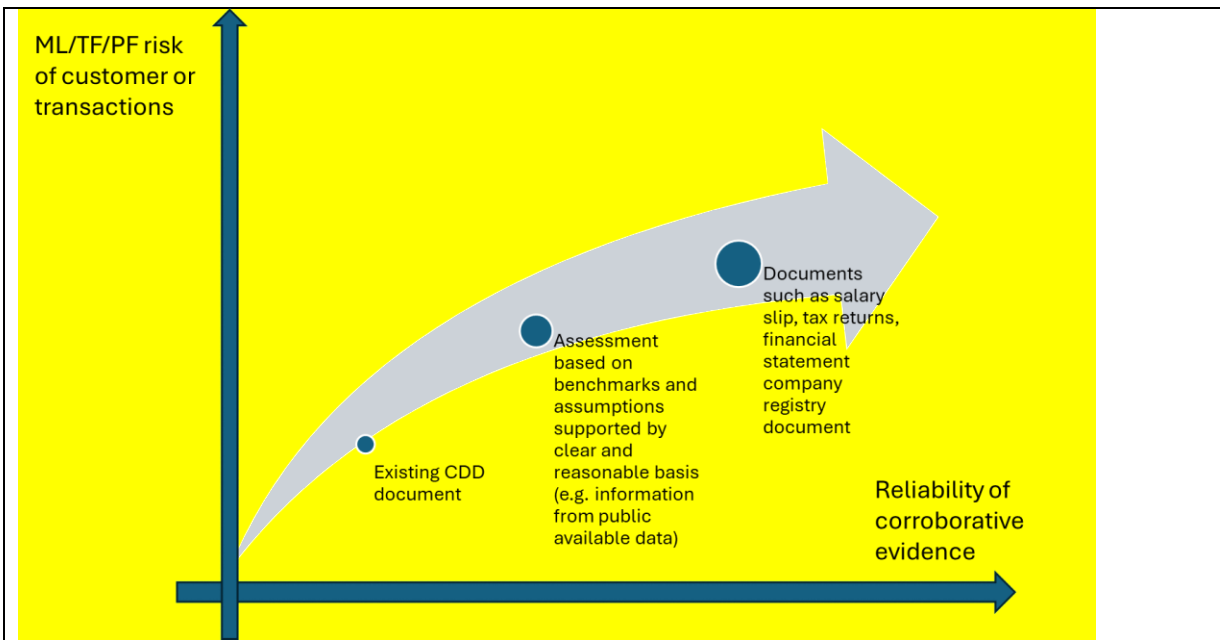 ML/TF/PF risk
of customer or
transactions
Existing CDD
document
Assessment
based on
benchmarks and
assumptions
supported by
clear and
reasonable basis
(e.g. information
from public
available data)
Documents
such as salary
slip, tax returns,
financial
statement
company
registry
document
Reliability of
corroborative
evidence